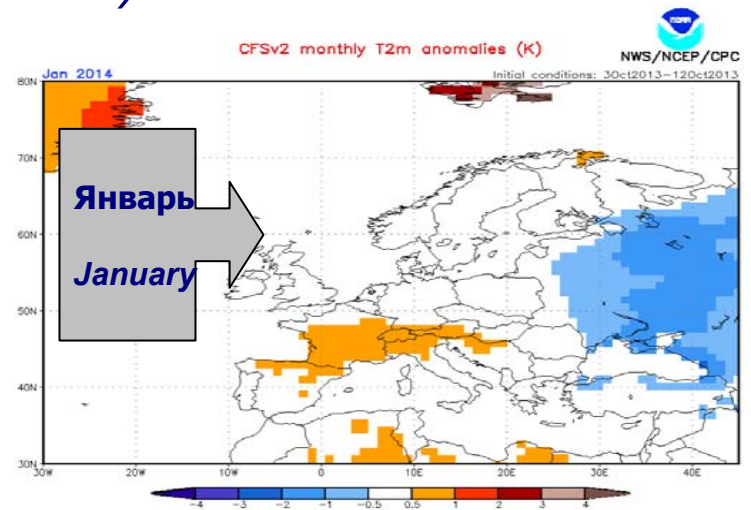 )
NOAA
CFSv2 monthly T2m anomalies (K)
NWS/NCEP/CPC
Jan 2014
Initial conditions: 3Oct2013–12Oct2013
80N
70N
60N
50N
40N
30N
Январь
January
30W 20W 10W 0 10E 20E 30E 40E
-4 -3 -2 -1 -0.5 0.5 1 2 3 4